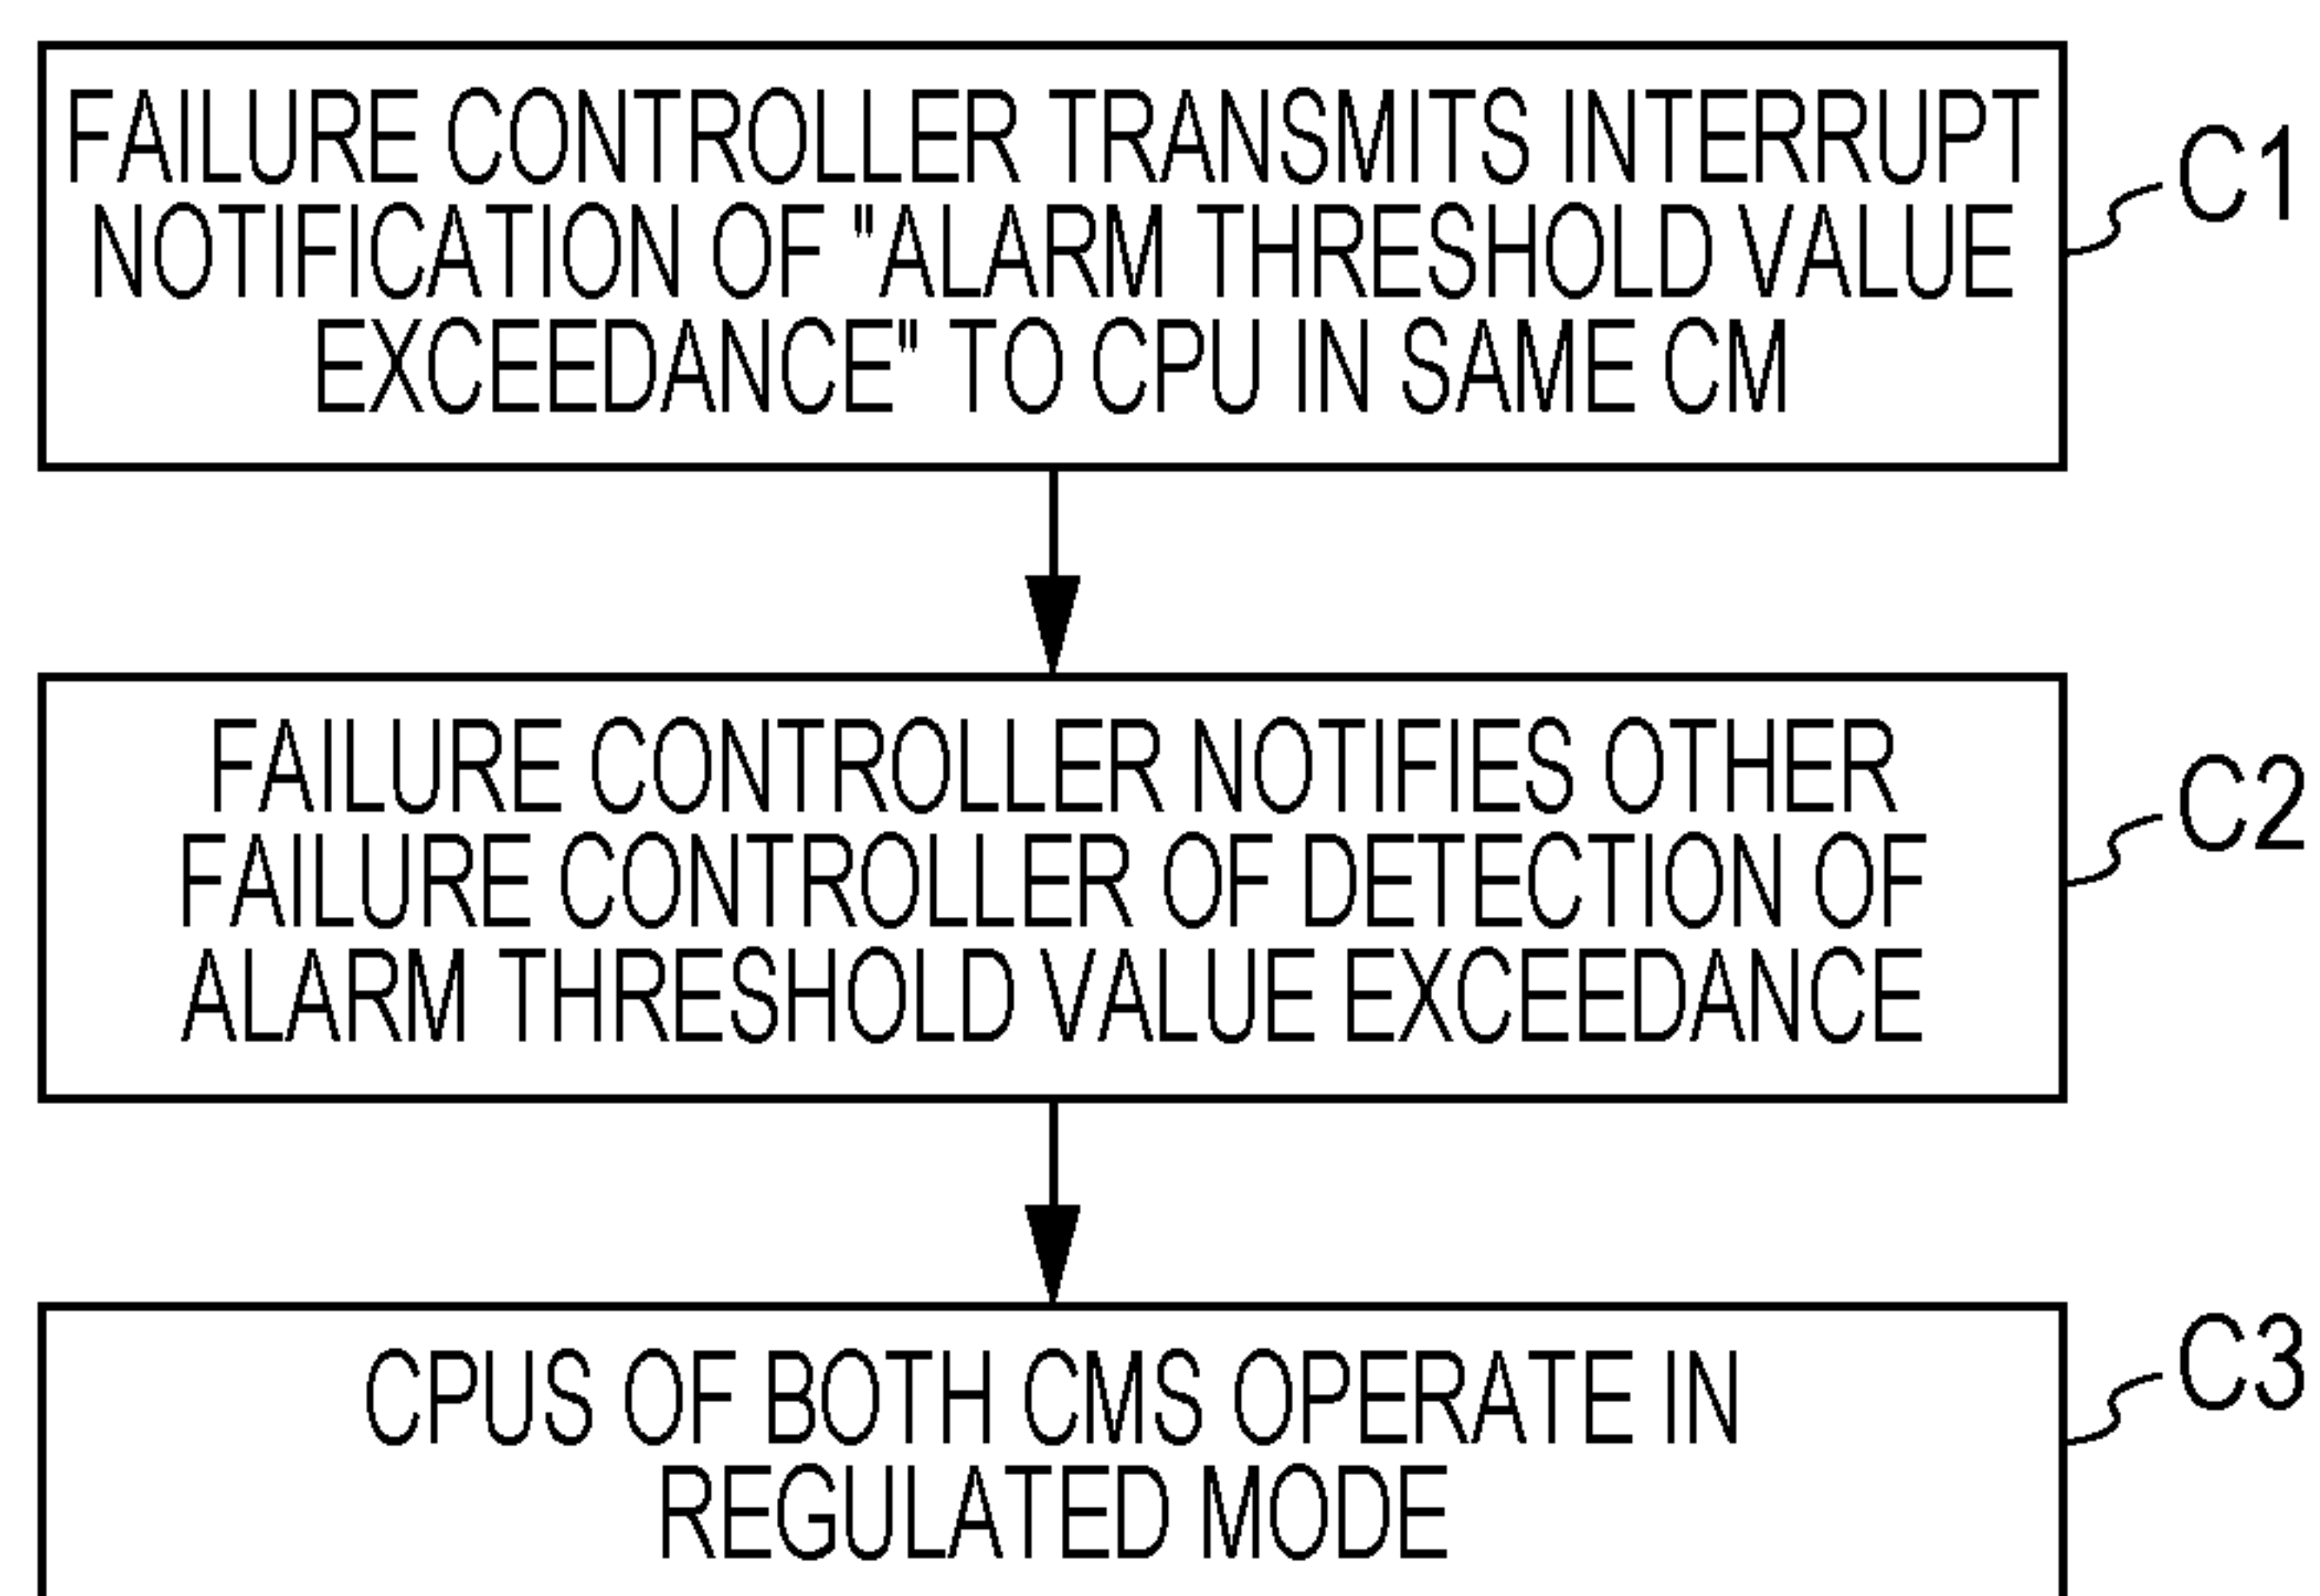 FAILURE CONTROLLER TRANSMITS INTERRUPT
NOTIFICATION OF "ALARM THRESHOLD VALUE
EXCEEDANCE" TO CPU IN SAME CM
C1
FAILURE CONTROLLER NOTIFIES OTHER
FAILURE CONTROLLER OF DETECTION OF
ALARM THRESHOLD VALUE EXCEEDANCE
C2
CPUS OF BOTH CMS OPERATE IN
REGULATED MODE
C3